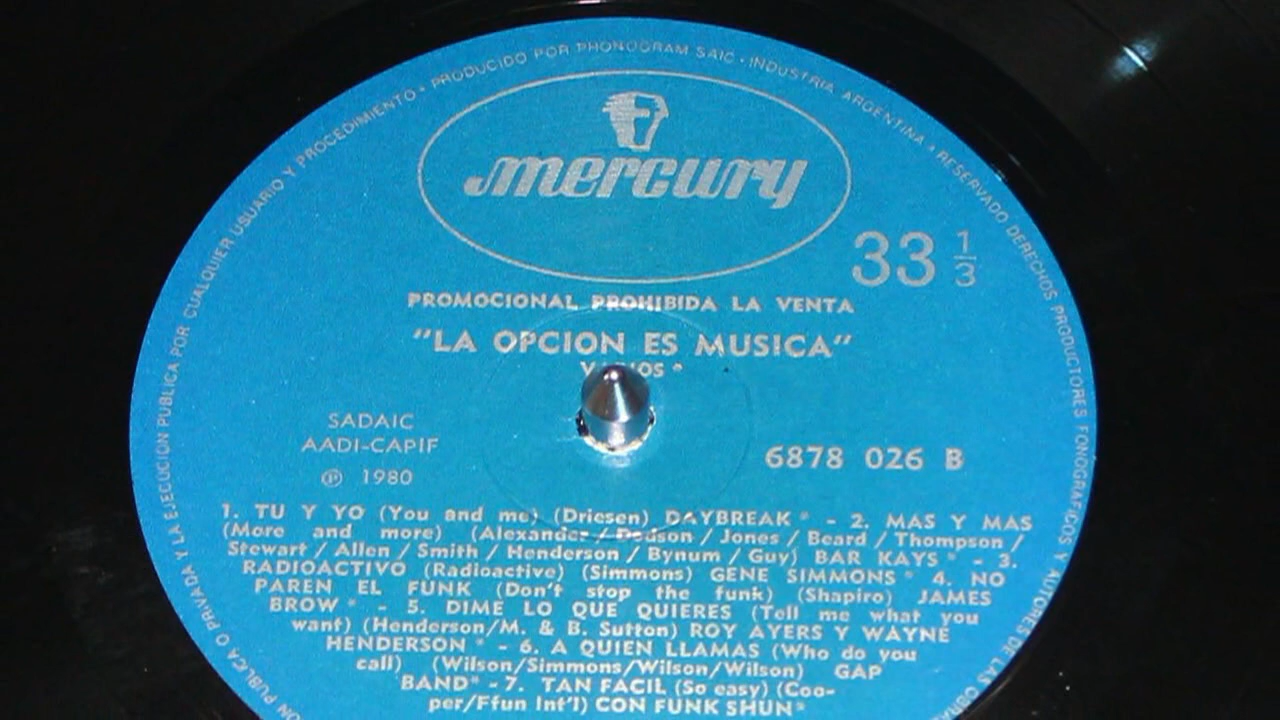 ON PUBLICA O PRIVADA Y LA EJECUCION PUBLICA POR CUALQUIER USUARIO Y PROCEDIMIENTO • PRODUCIDO POR PHONOGRAM SAIC • INDUSTRIA ARGENTINA • RESERVADO DERECHOS PRODUCTORES FONOGRAFICOS Y AUTORES DE LAS OBRAS
mercury
33 1/3
PROMOCIONAL PROHIBIDA LA VENTA
"LA OPCION ES MUSICA"
SADAIC
AADI-CAPIF
℗ 1980
6878 026 B
1. TU Y YO (You and me) (Driesen) DAYBREAK * - 2. MAS Y MAS
(More and more) (Alexander / Dodson / Jones / Beard / Thompson /
Stewart / Allen / Smith / Henderson / Bynum / Guy) BAR KAYS * - 3.
RADIOACTIVO (Radioactive) (Simmons) GENE SIMMONS * 4. NO
PAREN EL FUNK (Don't stop the funk) (Shapiro) JAMES
BROW * - 5. DIME LO QUE QUIERES (Tell me what you
want) (Henderson/M. & B. Sutton) ROY AYERS Y WAYNE
HENDERSON * - 6. A QUIEN LLAMAS (Who do you
call) (Wilson/Simmons/Wilson/Wilson) GAP
BAND* - 7. TAN FACIL (So easy) (Coo-
per/Ffun Int'l) CON FUNK SHUN*